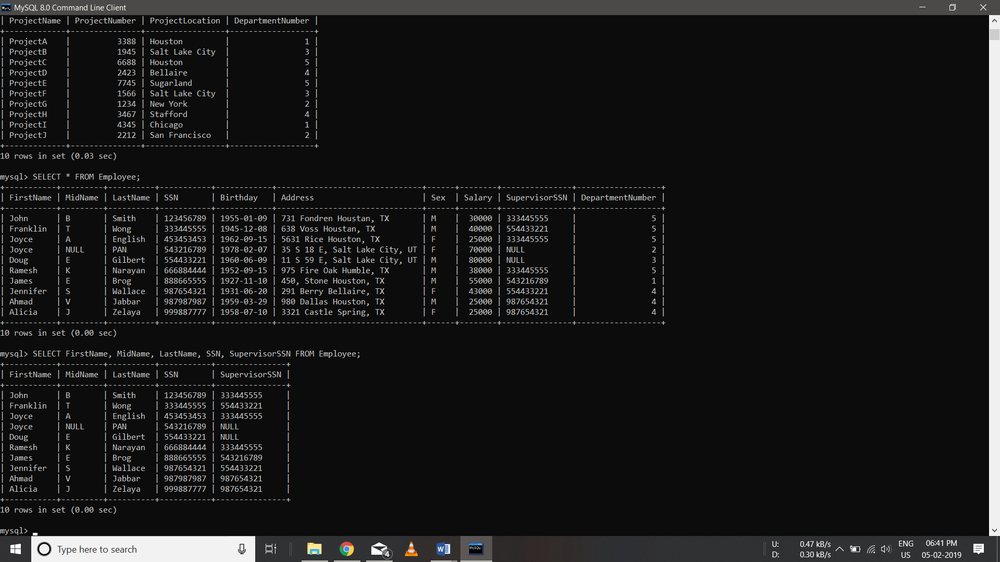 MySQL 8.0 Command Line Client
| ProjectName | ProjectNumber | ProjectLocation | DepartmentNumber |
+-------------+---------------+-----------------+------------------+
| ProjectA    |          3388 | Houston         |                1 |
| ProjectB    |          1945 | Salt Lake City  |                3 |
| ProjectC    |          6688 | Houston         |                5 |
| ProjectD    |          2423 | Bellaire        |                4 |
| ProjectE    |          7745 | Sugarland       |                5 |
| ProjectF    |          1566 | Salt Lake City  |                3 |
| ProjectG    |          1234 | New York        |                2 |
| ProjectH    |          3467 | Stafford        |                4 |
| ProjectI    |          4345 | Chicago         |                1 |
| ProjectJ    |          2212 | San Francisco   |                2 |
+-------------+---------------+-----------------+------------------+
10 rows in set (0.03 sec)
mysql> SELECT * FROM Employee;
+-----------+---------+----------+-----------+------------+-------------------------------+------+--------+---------------+------------------+
| FirstName | MidName | LastName | SSN       | Birthday   | Address                       | Sex  | Salary | SupervisorSSN | DepartmentNumber |
+-----------+---------+----------+-----------+------------+-------------------------------+------+--------+---------------+------------------+
| John      | B       | Smith    | 123456789 | 1955-01-09 | 731 Fondren Houstan, TX       | M    |  30000 | 333445555     |                5 |
| Franklin  | T       | Wong     | 333445555 | 1945-12-08 | 638 Voss Houstan, TX          | M    |  40000 | 554433221     |                5 |
| Joyce     | A       | English  | 453453453 | 1962-09-15 | 5631 Rice Houston, TX         | F    |  25000 | 333445555     |                5 |
| Joyce     | NULL    | PAN      | 543216789 | 1978-02-07 | 35 S 18 E, Salt Lake City, UT | F    |  70000 | NULL          |                2 |
| Doug      | E       | Gilbert  | 554433221 | 1960-06-09 | 11 S 59 E, Salt Lake City, UT | M    |  80000 | NULL          |                3 |
| Ramesh    | K       | Narayan  | 666884444 | 1952-09-15 | 975 Fire Oak Humble, TX       | M    |  38000 | 333445555     |                5 |
| James     | E       | Brog     | 888665555 | 1927-11-10 | 450, Stone Houston, TX        | M    |  55000 | 543216789     |                1 |
| Jennifer  | S       | Wallace  | 987654321 | 1931-06-20 | 291 Berry Bellaire, TX        | F    |  43000 | 554433221     |                4 |
| Ahmad     | V       | Jabbar   | 987987987 | 1959-03-29 | 980 Dallas Houston, TX        | M    |  25000 | 987654321     |                4 |
| Alicia    | J       | Zelaya   | 999887777 | 1958-07-10 | 3321 Castle Spring, TX        | F    |  25000 | 987654321     |                4 |
+-----------+---------+----------+-----------+------------+-------------------------------+------+--------+---------------+------------------+
10 rows in set (0.00 sec)
mysql> SELECT FirstName, MidName, LastName, SSN, SupervisorSSN FROM Employee;
+-----------+---------+----------+-----------+---------------+
| FirstName | MidName | LastName | SSN       | SupervisorSSN |
+-----------+---------+----------+-----------+---------------+
| John      | B       | Smith    | 123456789 | 333445555     |
| Franklin  | T       | Wong     | 333445555 | 554433221     |
| Joyce     | A       | English  | 453453453 | 333445555     |
| Joyce     | NULL    | PAN      | 543216789 | NULL          |
| Doug      | E       | Gilbert  | 554433221 | NULL          |
| Ramesh    | K       | Narayan  | 666884444 | 333445555     |
| James     | E       | Brog     | 888665555 | 543216789     |
| Jennifer  | S       | Wallace  | 987654321 | 554433221     |
| Ahmad     | V       | Jabbar   | 987987987 | 987654321     |
| Alicia    | J       | Zelaya   | 999887777 | 987654321     |
+-----------+---------+----------+-----------+---------------+
10 rows in set (0.00 sec)
mysql>
Type here to search
4
MySQL
U: 0.47 kB/s
D: 0.30 kB/s
ENG
US
06:41 PM
05-02-2019